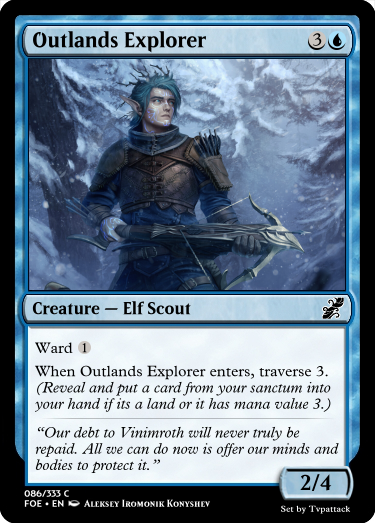 Outlands Explorer 3
Creature — Elf Scout
Ward 1
When Outlands Explorer enters, traverse 3.
(Reveal and put a card from your sanctum into
your hand if its a land or it has mana value 3.)
“Our debt to Vinimroth will never truly be
repaid. All we can do now is offer our minds and
bodies to protect it.”
2/4
086/333 C
FOE • EN Aleksey Iromonik Konyshev
Set by Tvpattack